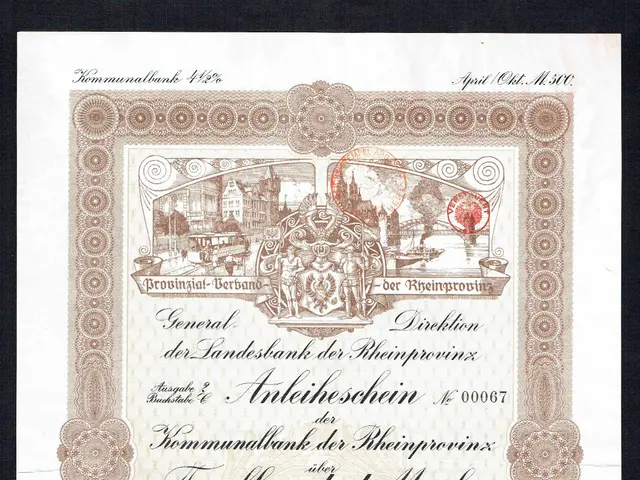 Kommunalbank 4½% April/Okt. M. 500.
Provinzial-Verband der Rheinprovinz
General Direktion
der Landesbank der Rheinprovinz
Ausgabe 2
Buchstabe C
Anleiheschein No 00067
der
Kommunalbank der Rheinprovinz
über